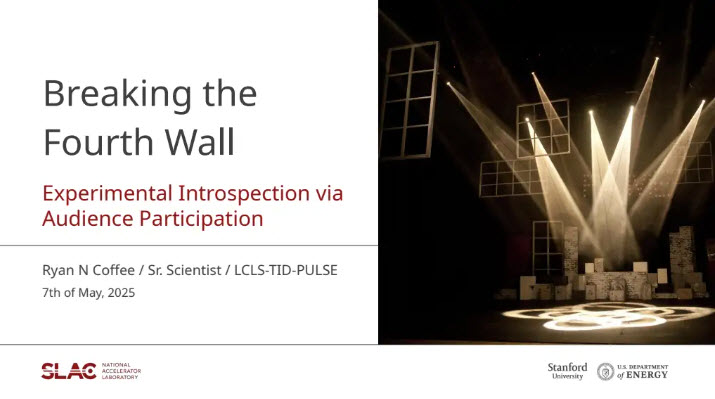 Breaking the
Fourth Wall
Experimental Introspection via
Audience Participation
Ryan N Coffee / Sr. Scientist / LCLS-TID-PULSE
7th of May, 2025
SLAC
NATIONAL
ACCELERATOR
LABORATORY
Stanford
University
U.S. DEPARTMENT
of ENERGY